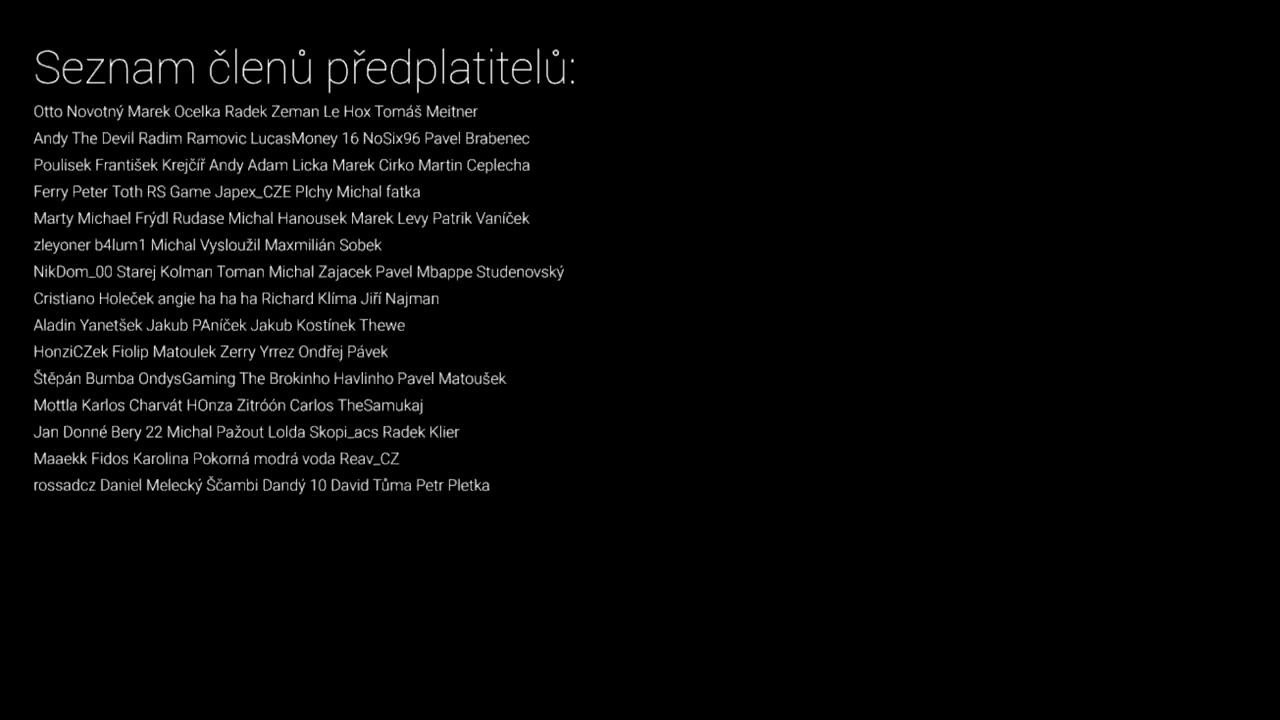 Seznam členů předplatitelů:
Otto Novotný Marek Ocelka Radek Zeman Le Hox Tomáš Meitner
Andy The Devil Radim Ramovic LucasMoney 16 NoSix96 Pavel Brabenec
Poulisek František Krejčíř Andy Adam Licka Marek Cirko Martin Ceplecha
Ferry Peter Toth RS Game Japex_CZE Plchy Michal fatka
Marty Michael Frýdl Rudase Michal Hanousek Marek Levy Patrik Vaníček
zleyoner b4lum1 Michal Vysloužil Maxmilián Sobek
NikDom_00 Starej Kolman Toman Michal Zajacek Pavel Mbappe Studenovský
Cristiano Holeček angie ha ha ha Richard Klíma Jiří Najman
Aladin Yanetšek Jakub PAníček Jakub Kostínek Thewe
HonziCZek Fiolip Matoulek Zerry Yrrez Ondřej Pávek
Štěpán Bumba OndysGaming The Brokinho Havlinho Pavel Matoušek
Mottla Karlos Charvát HOnza Zitróón Carlos TheSamukaj
Jan Donné Bery 22 Michal Pažout Lolda Skopi_acs Radek Klier
Maaekk Fidos Karolina Pokorná modrá voda Reav_CZ
rossadcz Daniel Melecký Ščambi Dandý 10 David Tůma Petr Pletka